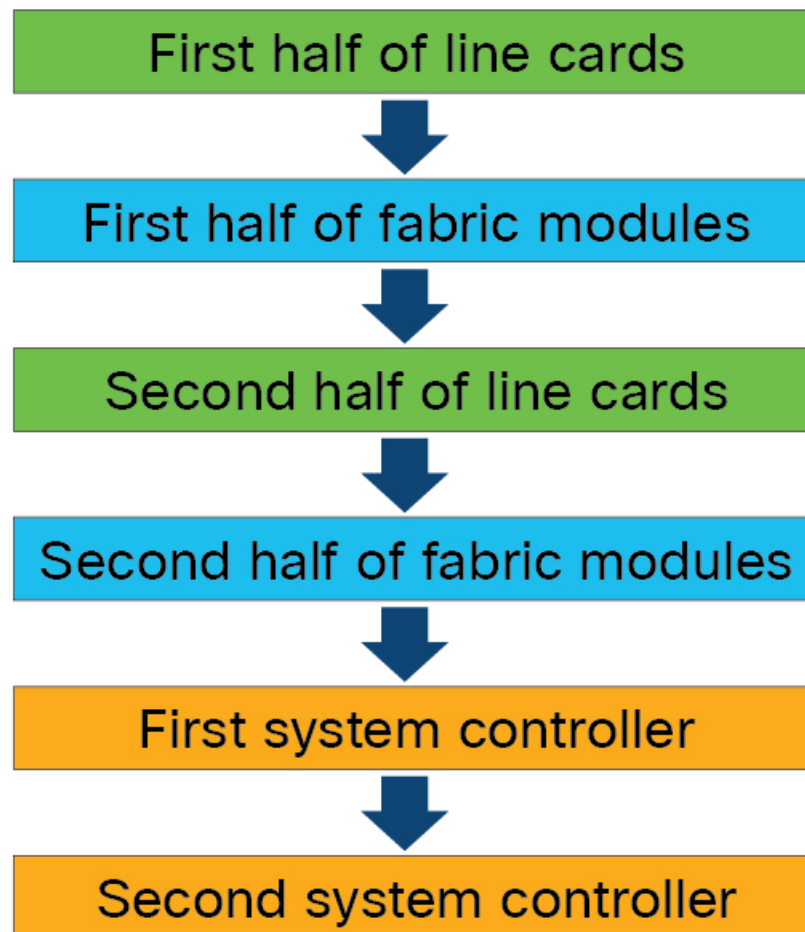 First half of line cards
First half of fabric modules
Second half of line cards
Second half of fabric modules
First system controller
Second system controller